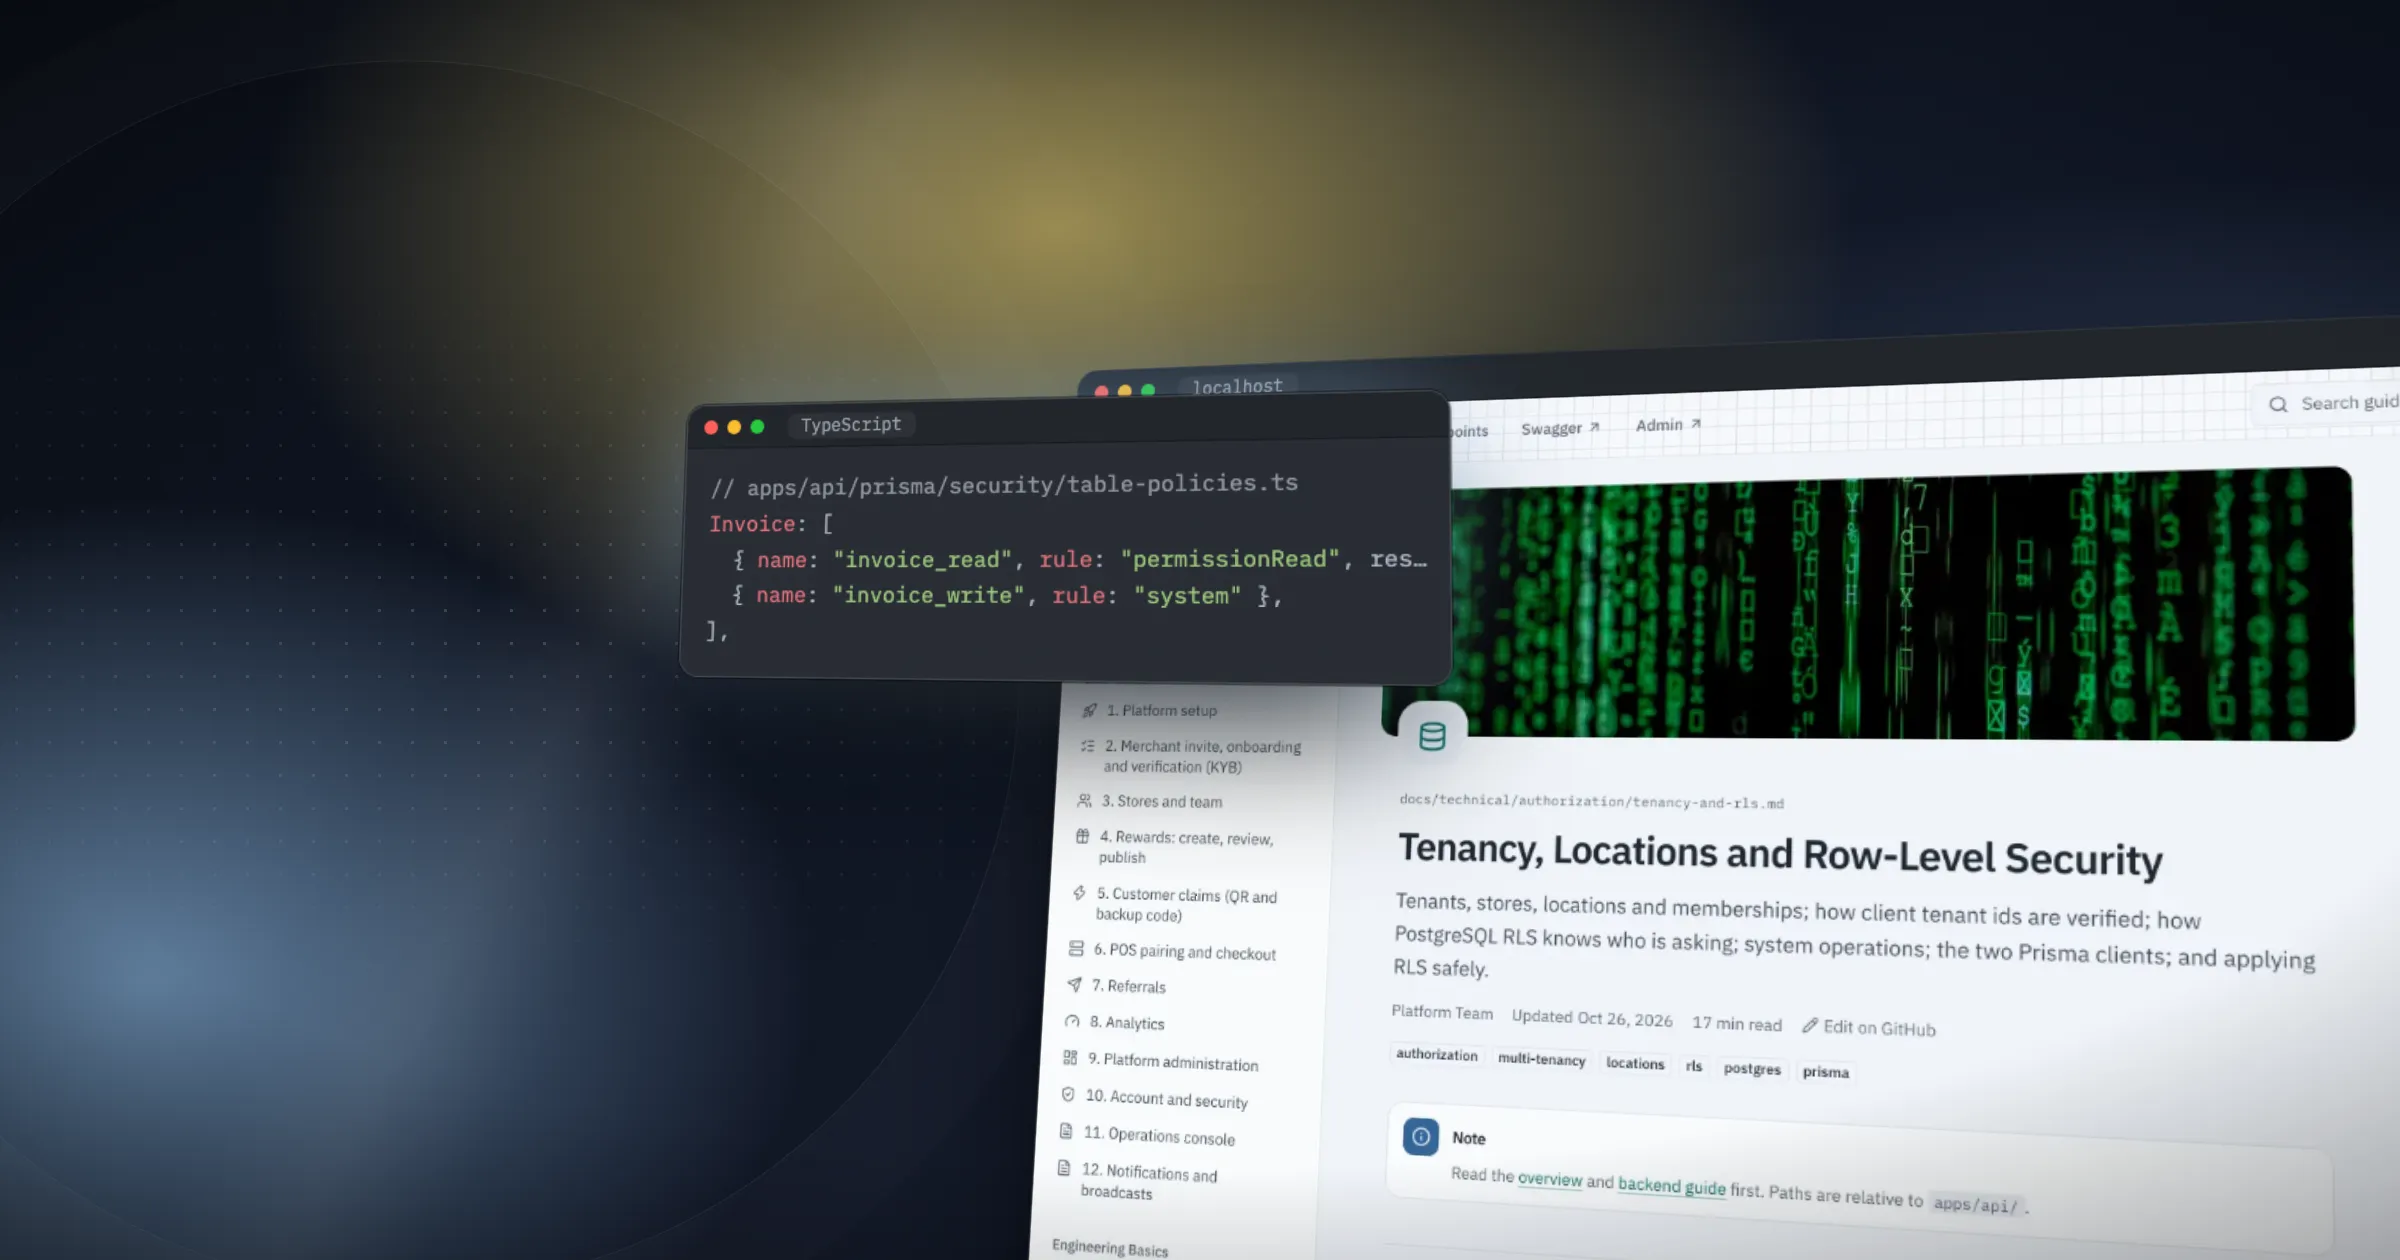 localhost
TypeScript
// apps/api/prisma/security/table-policies.ts
Invoice: [
{ name: "invoice_read", rule: "permissionRead", res…
{ name: "invoice_write", rule: "system" },
],
points
Swagger ↗
Admin ↗
Search guid
1. Platform setup
2. Merchant invite, onboarding
and verification (KYB)
3. Stores and team
4. Rewards: create, review,
publish
5. Customer claims (QR and
backup code)
6. POS pairing and checkout
7. Referrals
8. Analytics
9. Platform administration
10. Account and security
11. Operations console
12. Notifications and
broadcasts
Engineering Basics
docs/technical/authorization/tenancy-and-rls.md
Tenancy, Locations and Row-Level Security
Tenants, stores, locations and memberships; how client tenant ids are verified; how
PostgreSQL RLS knows who is asking; system operations; the two Prisma clients; and applying
RLS safely.
Platform Team Updated Oct 26, 2026 17 min read Edit on GitHub
authorization multi-tenancy locations rls postgres prisma
Note
Read the overview and backend guide first. Paths are relative to apps/api/ .